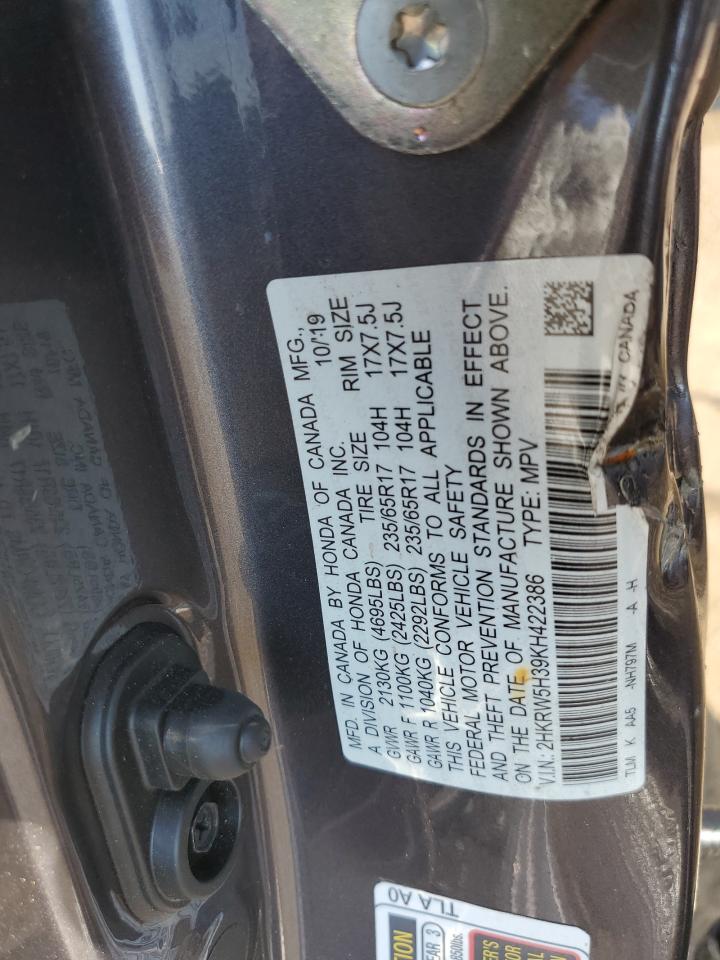 MFD. IN CANADA BY HONDA OF CANADA MFG.,
A DIVISION OF HONDA CANADA INC. 10/19
TIRE SIZE RIM SIZE
GVWR 2130KG (4695LBS)
GAWR F 1100KG (2425LBS) 235/65R17 104H 17X7.5J
GAWR R 1040KG (2292LBS) 235/65R17 104H 17X7.5J
THIS VEHICLE CONFORMS TO ALL APPLICABLE
FEDERAL MOTOR VEHICLE SAFETY
AND THEFT PREVENTION STANDARDS IN EFFECT
ON THE DATE OF MANUFACTURE SHOWN ABOVE.
V.I.N.: 2HKRW5H39KH422386 TYPE: MPV
TLM K AA5 -NH797M -A -H
IN CANADA
TLA A0